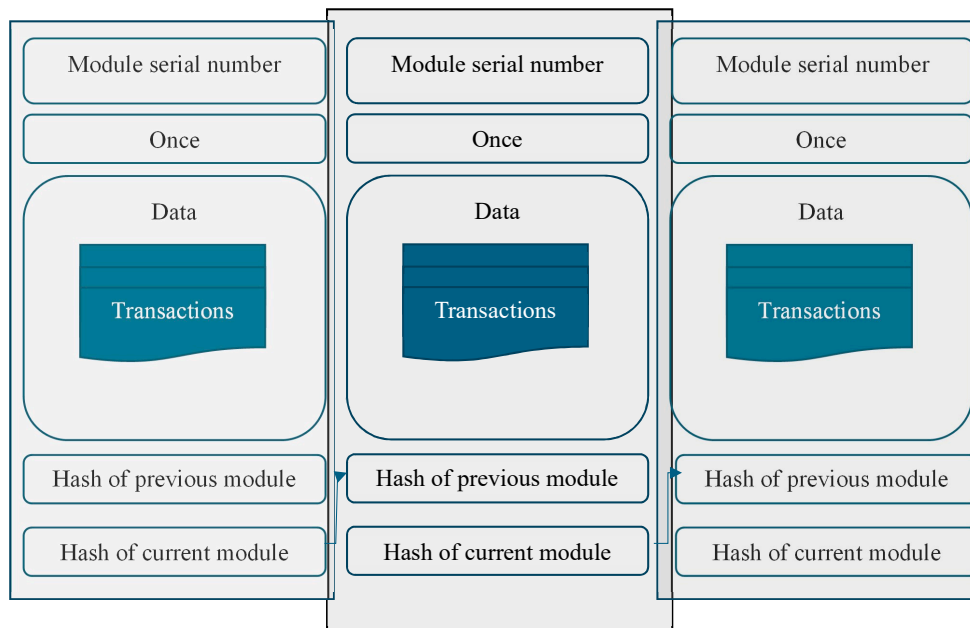 Module serial number
Once
Data
Transactions
Hash of previous module
Hash of current module
Module serial number
Once
Data
Transactions
Hash of previous module
Hash of current module
Module serial number
Once
Data
Transactions
Hash of previous module
Hash of current module